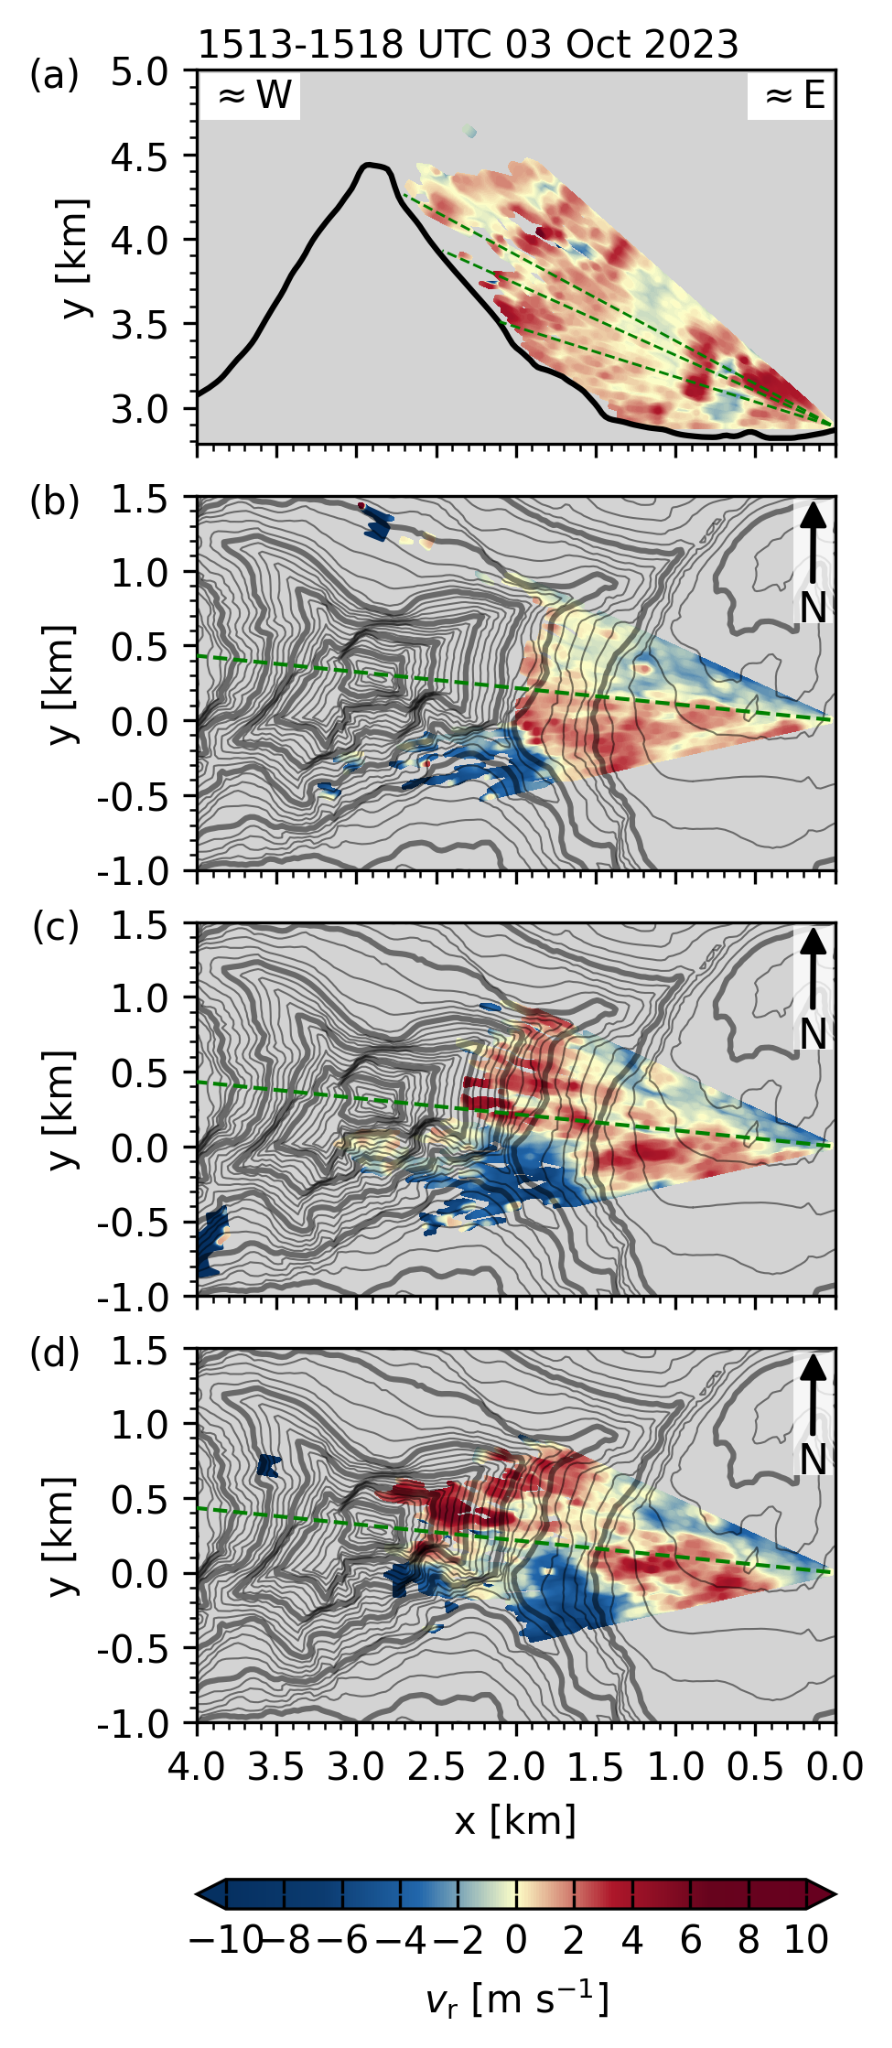 1513-1518 UTC 03 Oct 2023
(a)
≈W
≈E
5.0
4.5
4.0
3.5
3.0
y [km]
(b)
1.5
1.0
0.5
0.0
-0.5
-1.0
y [km]
N
(c)
1.5
1.0
0.5
0.0
-0.5
-1.0
y [km]
N
(d)
1.5
1.0
0.5
0.0
-0.5
-1.0
y [km]
N
4.0 3.5 3.0 2.5 2.0 1.5 1.0 0.5 0.0
x [km]
−10 −8 −6 −4 −2 0 2 4 6 8 10
vr [m s−1]